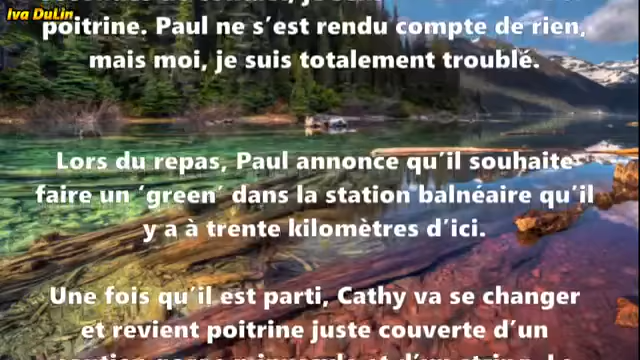 Iva DuLin
poitrine. Paul ne s’est rendu compte de rien,
mais moi, je suis totalement troublé.
Lors du repas, Paul annonce qu’il souhaite
faire un ‘green’ dans la station balnéaire qu’il
y a à trente kilomètres d’ici.
Une fois qu’il est parti, Cathy va se changer
et revient poitrine juste couverte d’un